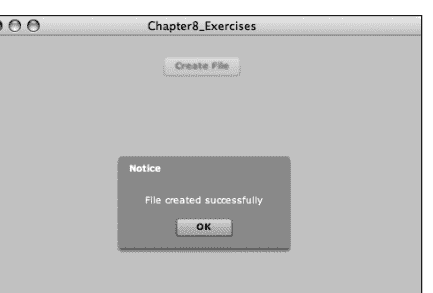 Chapter8_Exercises
Create File
Notice
File created successfully
OK